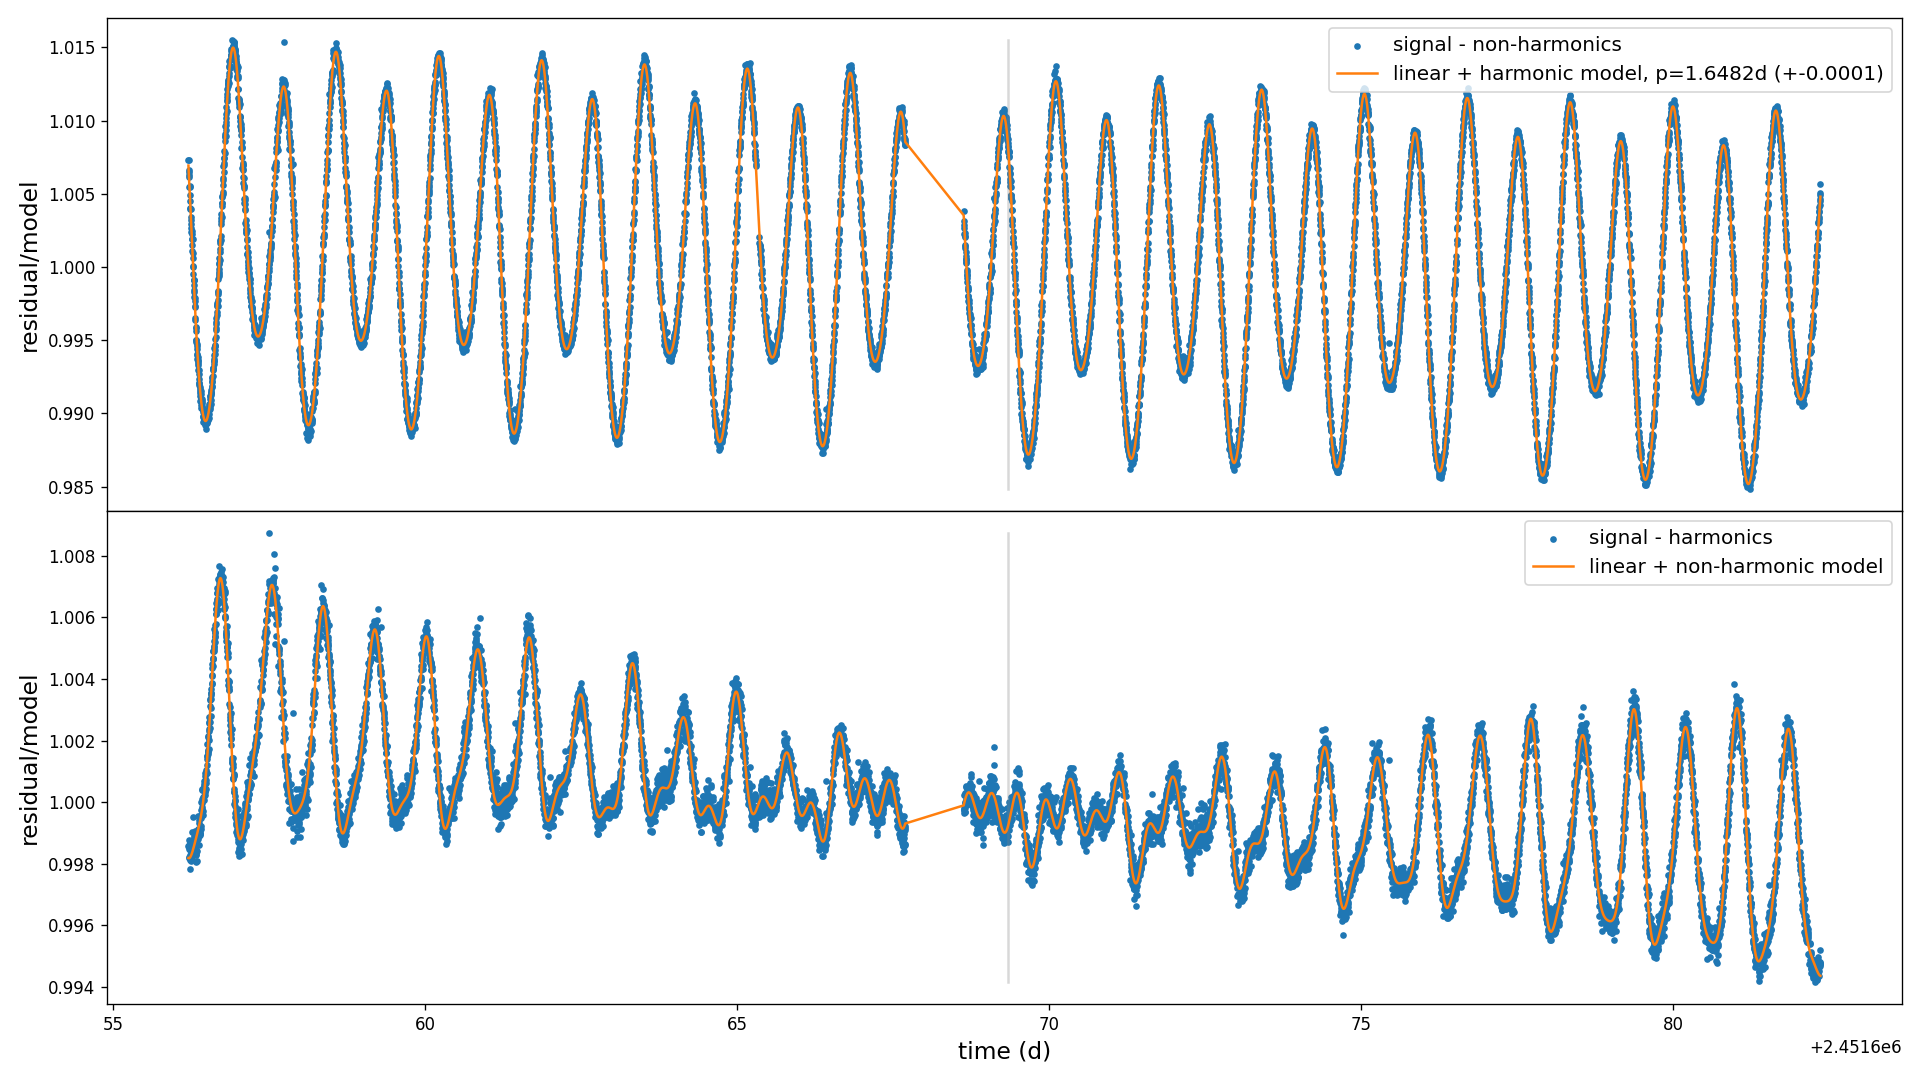 1.015
1.010
1.005
1.000
0.995
0.990
0.985
residual/model
signal - non-harmonics
linear + harmonic model, p=1.6482d (+-0.0001)
1.008
1.006
1.004
1.002
1.000
0.998
0.996
0.994
residual/model
signal - harmonics
linear + non-harmonic model
55 60 65 70 75 80
time (d)
+2.4516e6